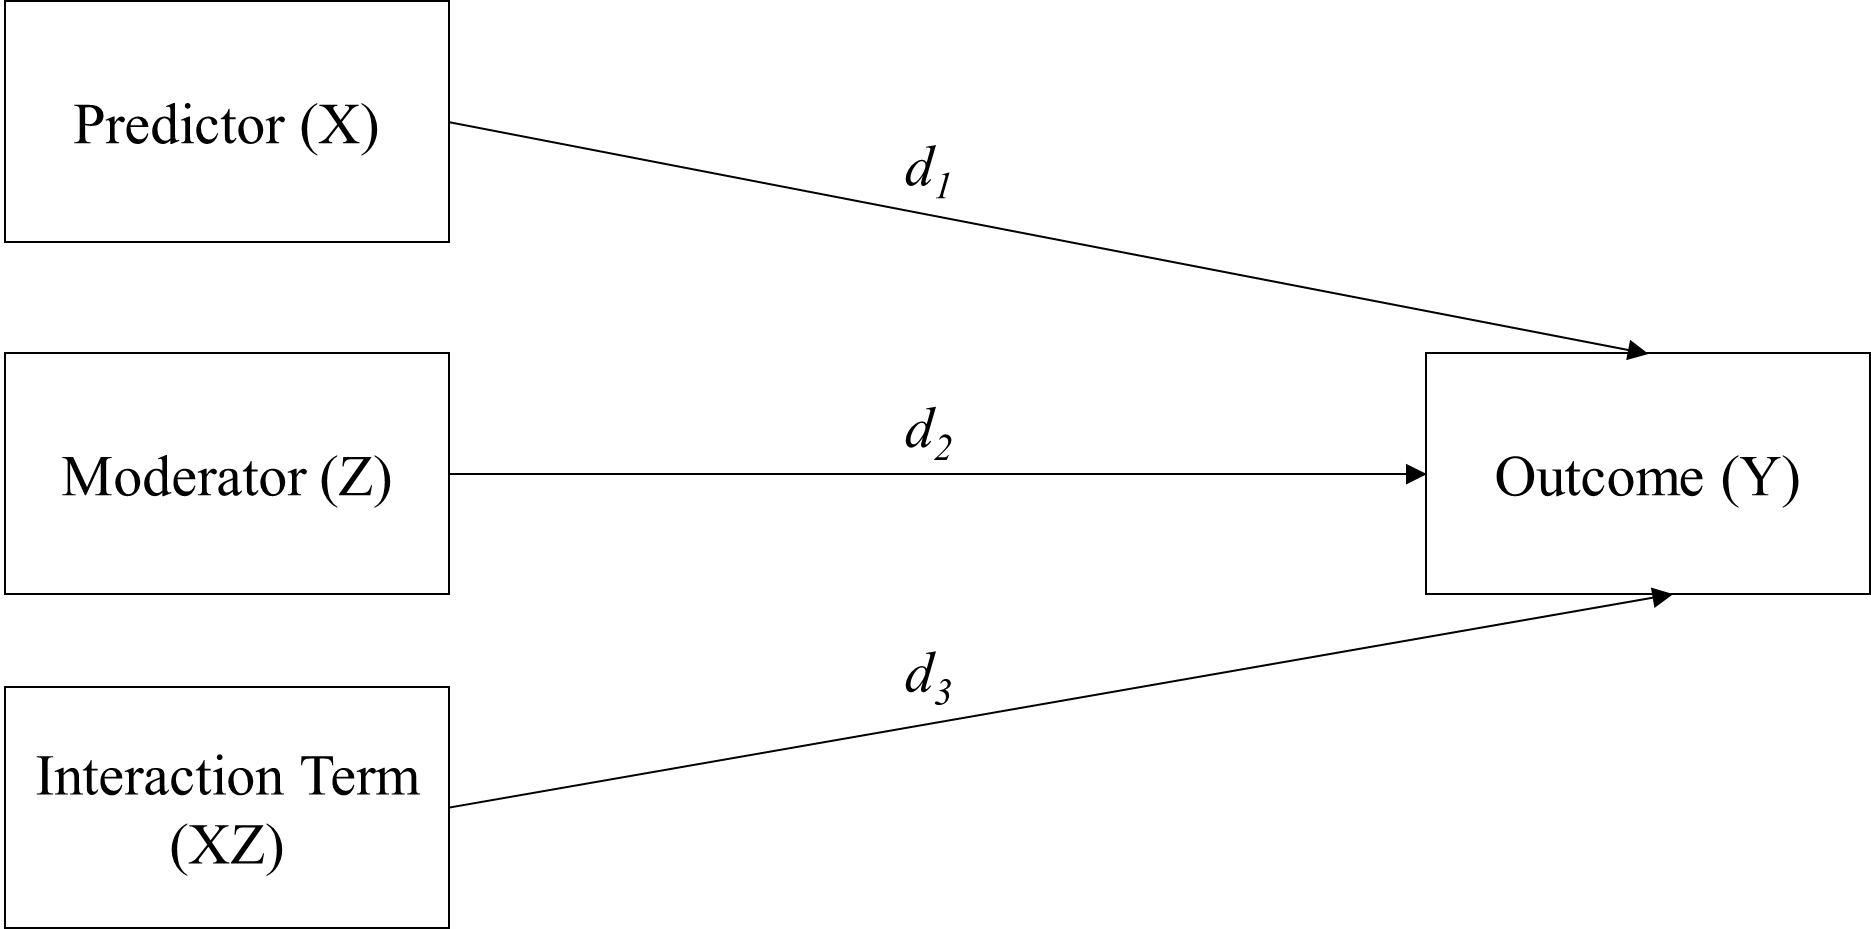 Predictor (X)
d1
Moderator (Z)
d2
Outcome (Y)
d3
Interaction Term
(XZ)